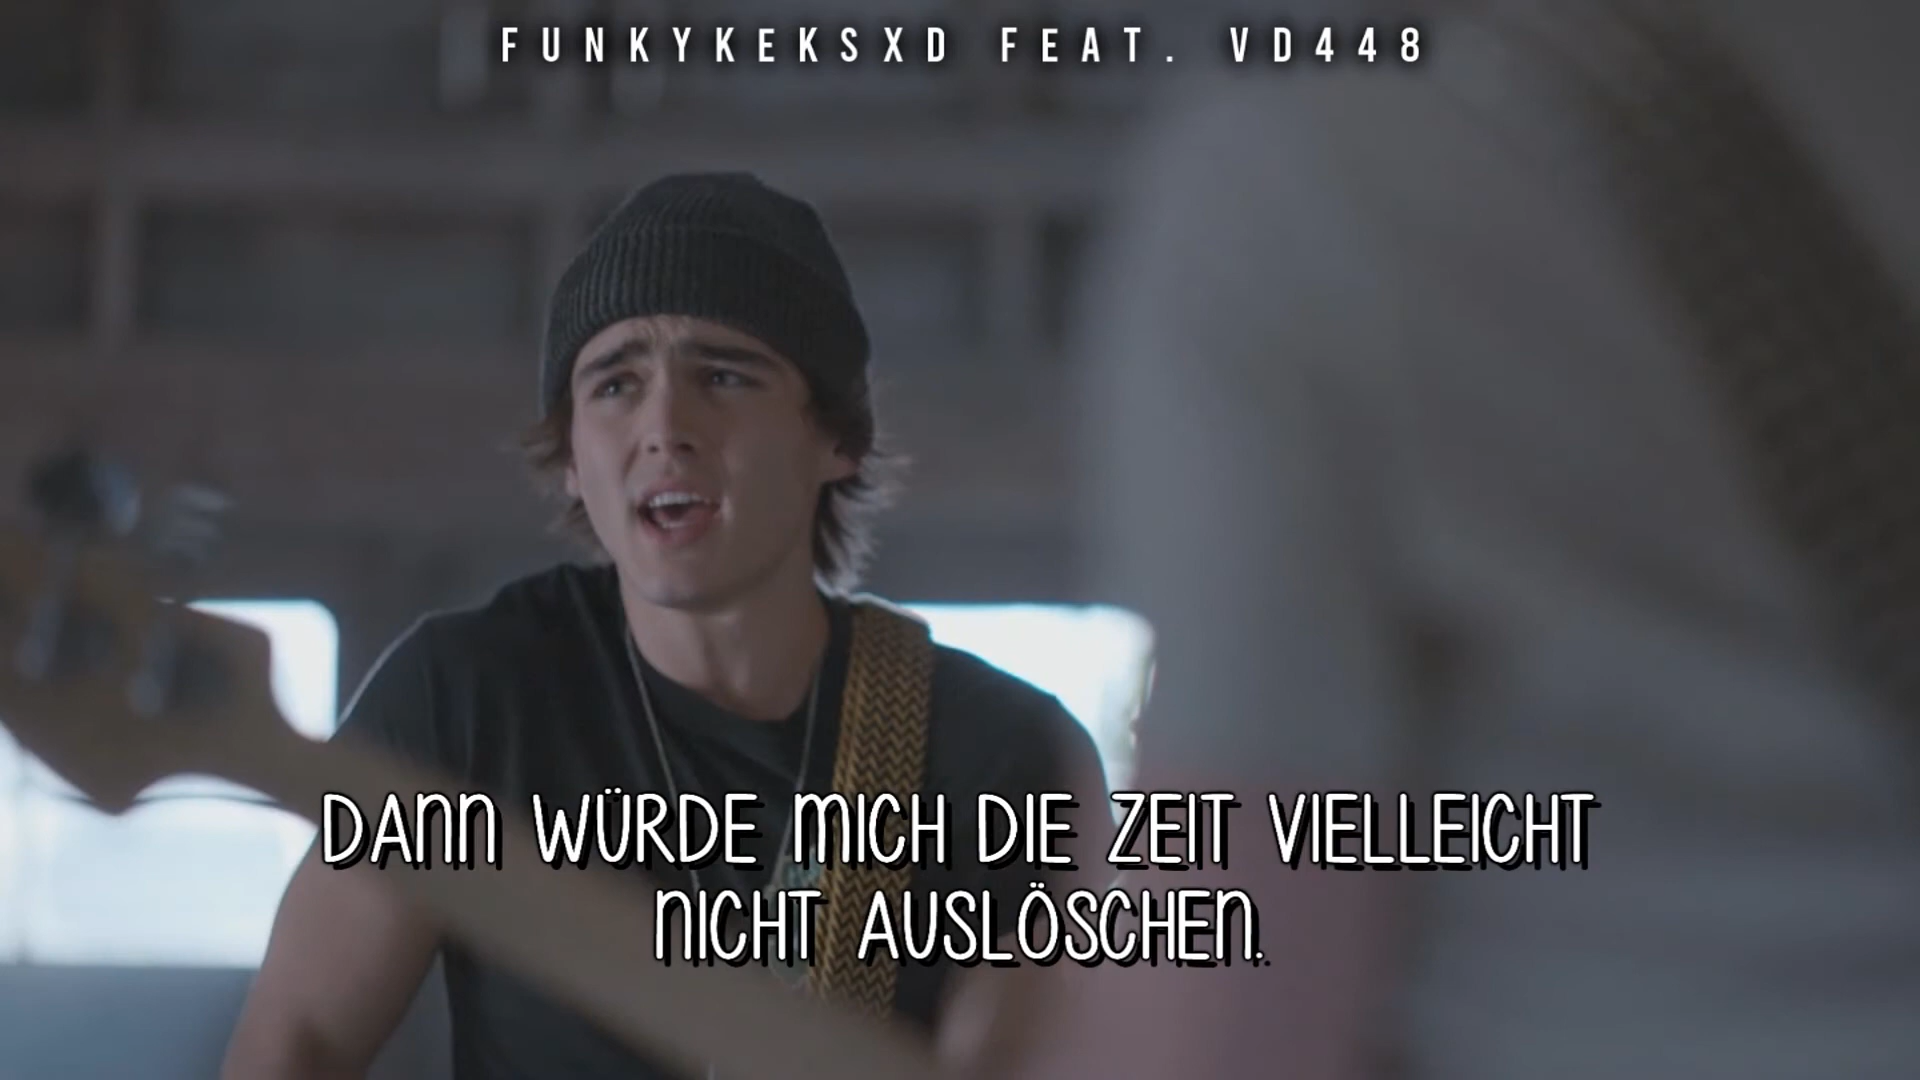 FUNKYKEKSXD FEAT. VD448
DANN WÜRDE MICH DIE ZEIT VIELLEICHT
NICHT AUSLÖSCHEN.